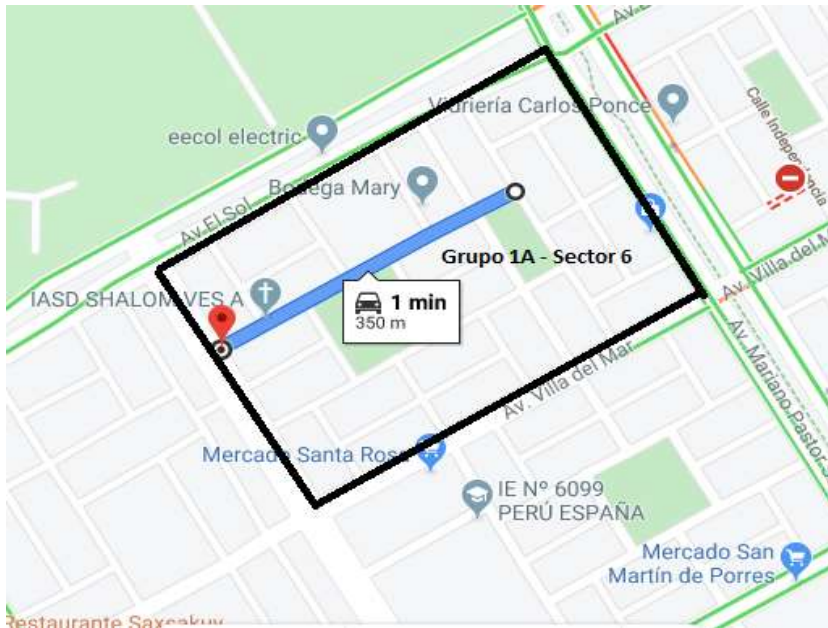 Av. E
Vidriería Carlos Ponce
eecol electric
Calle Independencia
Bodega Mary
Av El Sol
Grupo 1A - Sector 6
IASD SHALOM VES A
1 min
350 m
Av. Villa del Mar
Av. Villa del Mar
Av. Mariano Pastor S
Mercado Santa Rosa
IE Nº 6099
PERÚ ESPAÑA
Mercado San
Martín de Porres
Restaurante Saxsakuy